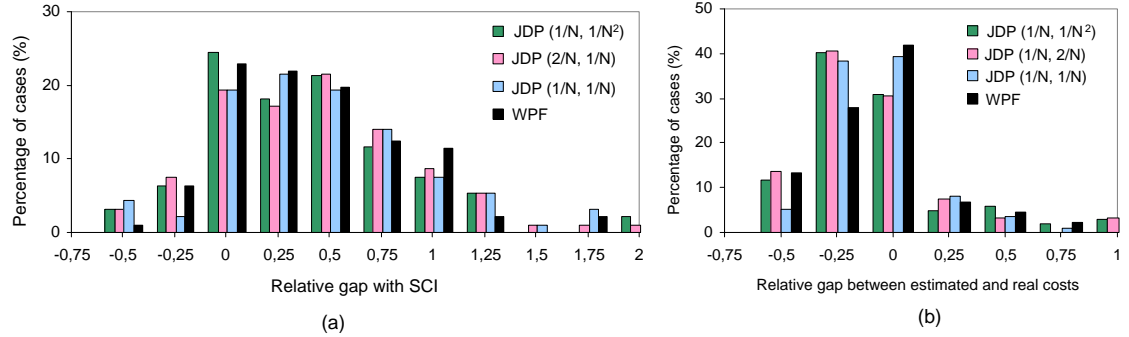 30
20
10
0
Percentage of cases (%)
JDP (1/N, 1/N²)
JDP (2/N, 1/N)
JDP (1/N, 1/N)
WPF
-0,75 -0,5 -0,25 0 0,25 0,5 0,75 1 1,25 1,5 1,75 2
Relative gap with SCI
(a)
50
40
30
20
10
0
Percentage of cases (%)
JDP (1/N, 1/N²)
JDP (1/N, 2/N)
JDP (1/N, 1/N)
WPF
-0,75 -0,5 -0,25 0 0,25 0,5 0,75 1
Relative gap between estimated and real costs
(b)